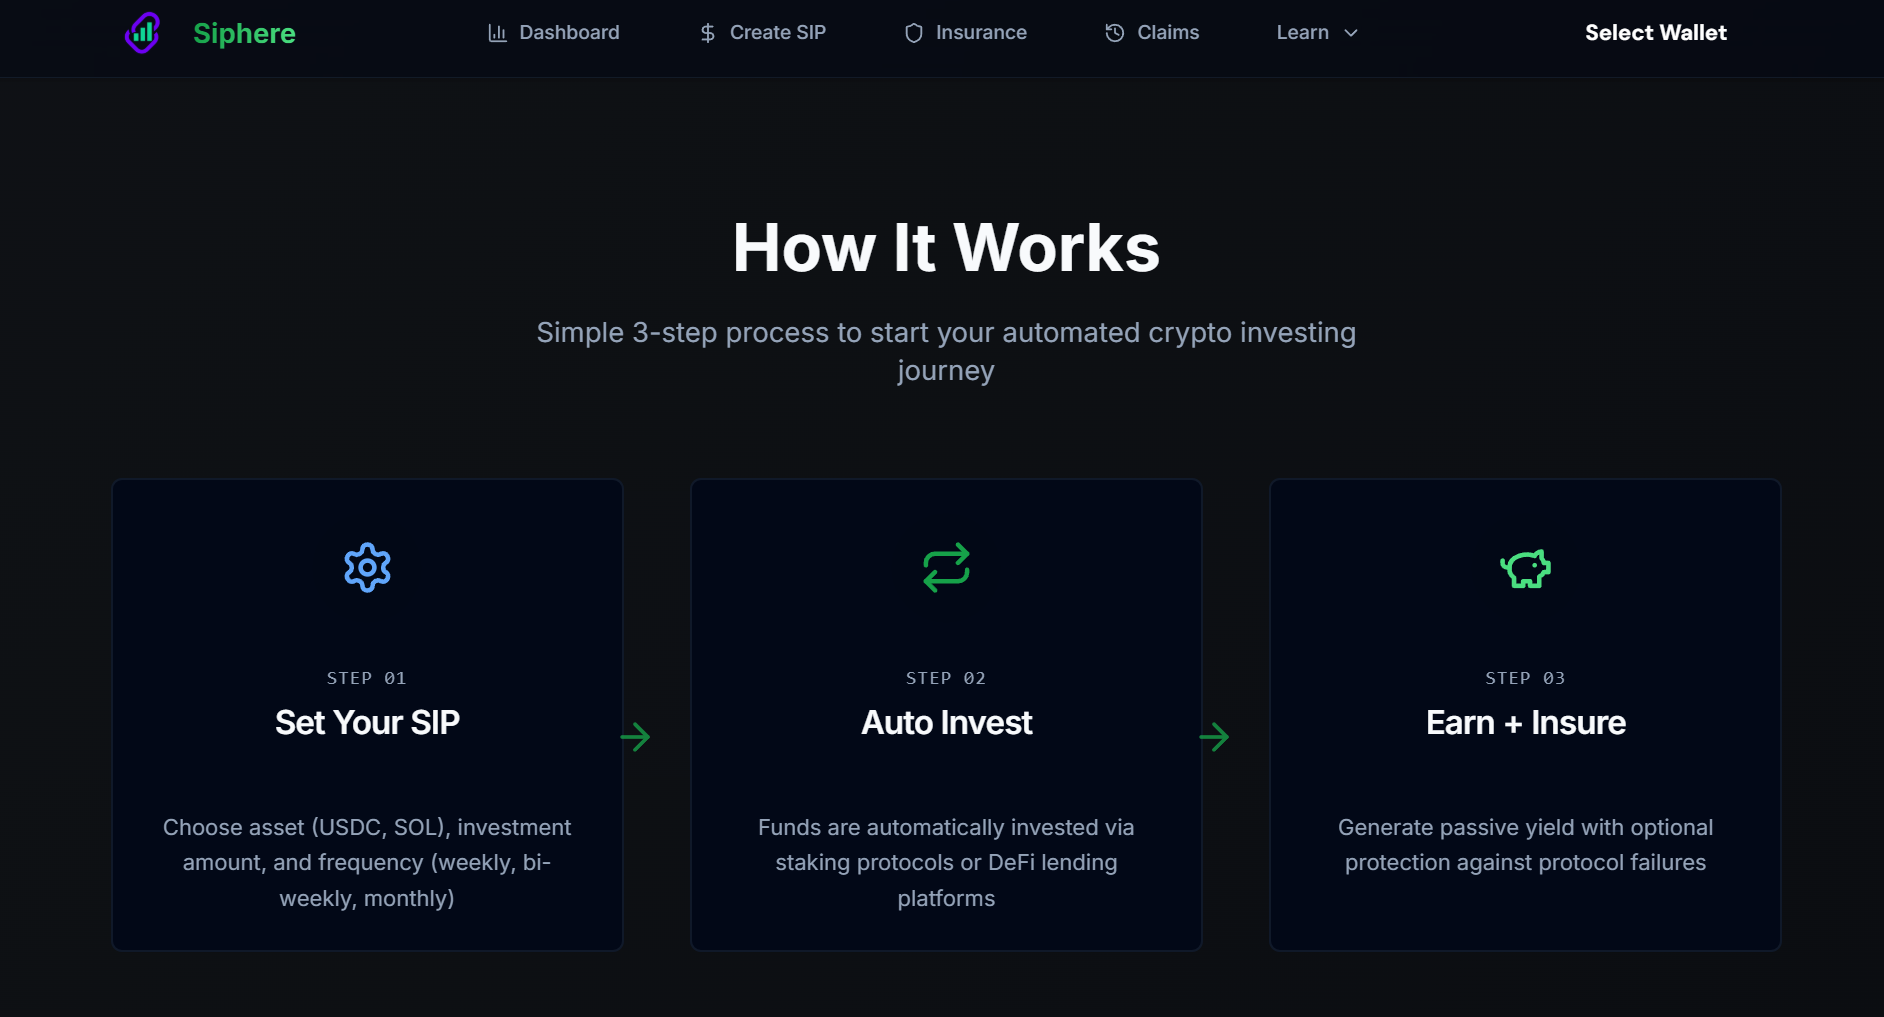 Siphere
Dashboard
Create SIP
Insurance
Claims
Learn
Select Wallet
How It Works
Simple 3-step process to start your automated crypto investing
journey
STEP 01
Set Your SIP
Choose asset (USDC, SOL), investment
amount, and frequency (weekly, bi-
weekly, monthly)
STEP 02
Auto Invest
Funds are automatically invested via
staking protocols or DeFi lending
platforms
STEP 03
Earn + Insure
Generate passive yield with optional
protection against protocol failures